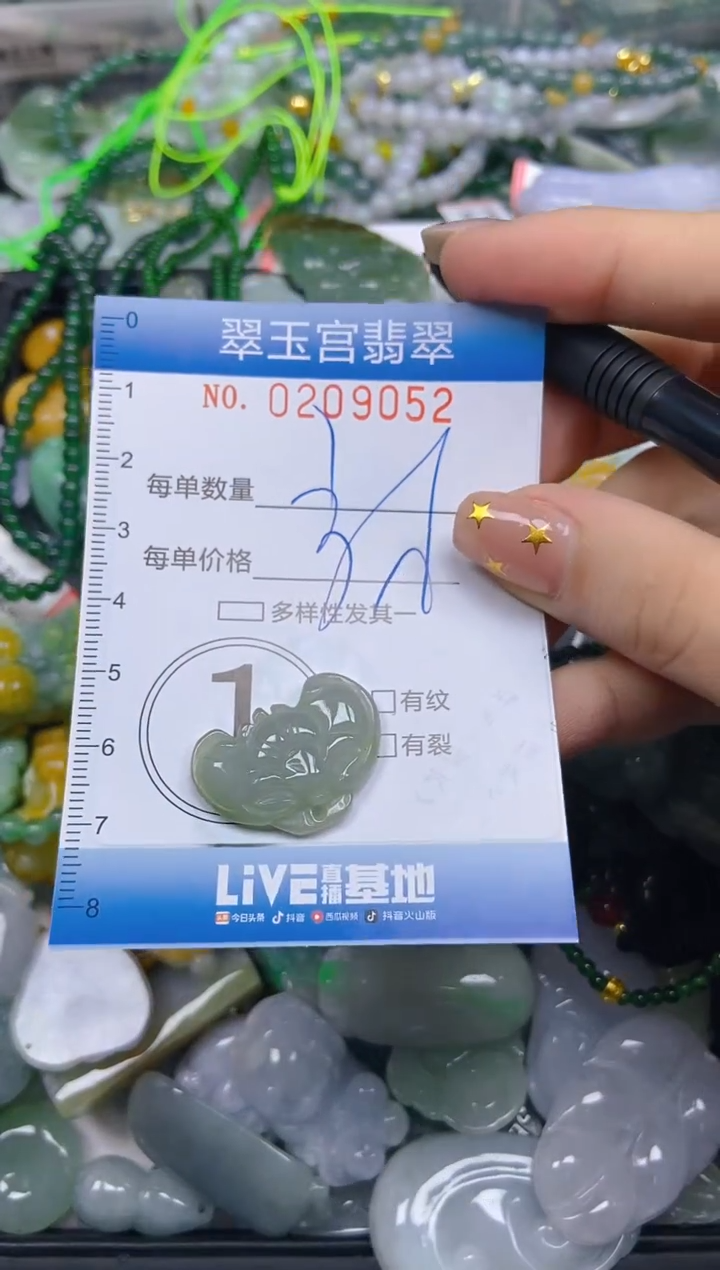 0
翠玉宫翡翠
NO. 0209052
1
2
每单数量
3
每单价格
4
多样性发其一
5
1
有纹
6
有裂
7
LiVE直播基地
8
今日头条 抖音 西瓜视频 抖音火山版